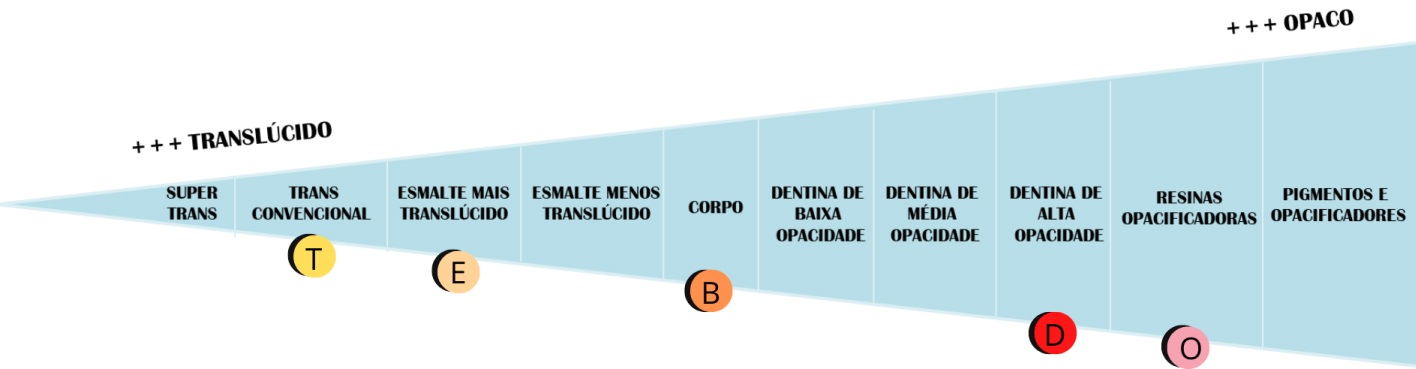 + + + OPACO
+ + + TRANSLÚCIDO
SUPER
TRANS
TRANS
CONVENCIONAL
ESMALTE MAIS
TRANSLÚCIDO
ESMALTE MENOS
TRANSLÚCIDO
CORPO
DENTINA DE
BAIXA
OPACIDADE
DENTINA DE
MÉDIA
OPACIDADE
DENTINA DE
ALTA
OPACIDADE
RESINAS
OPACIFICADORAS
PIGMENTOS E
OPACIFICADORES
T
E
B
D
O